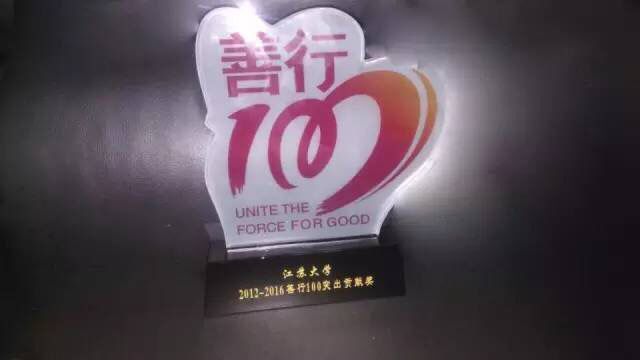 善行
100
UNITE THE
FORCE FOR GOOD
江苏大学
2012-2016善行100突出贡献奖